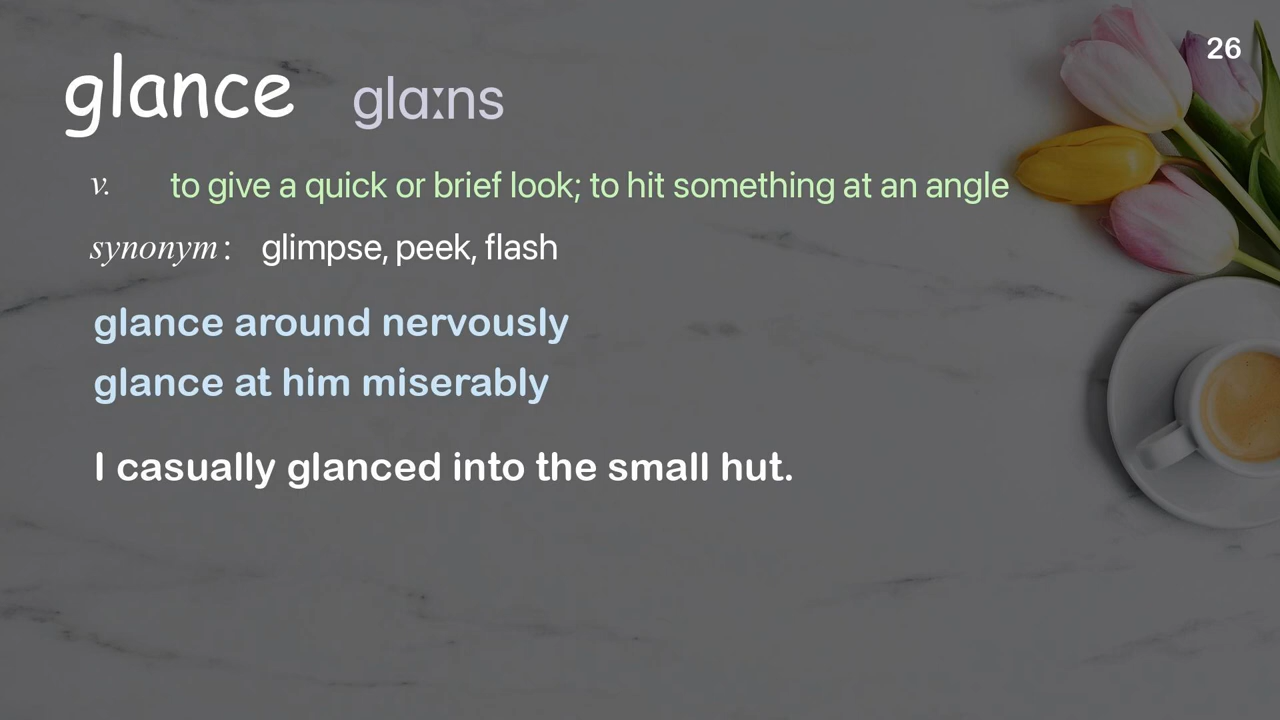 26
glance glɑːns
v. to give a quick or brief look; to hit something at an angle
synonym: glimpse, peek, flash
glance around nervously
glance at him miserably
I casually glanced into the small hut.